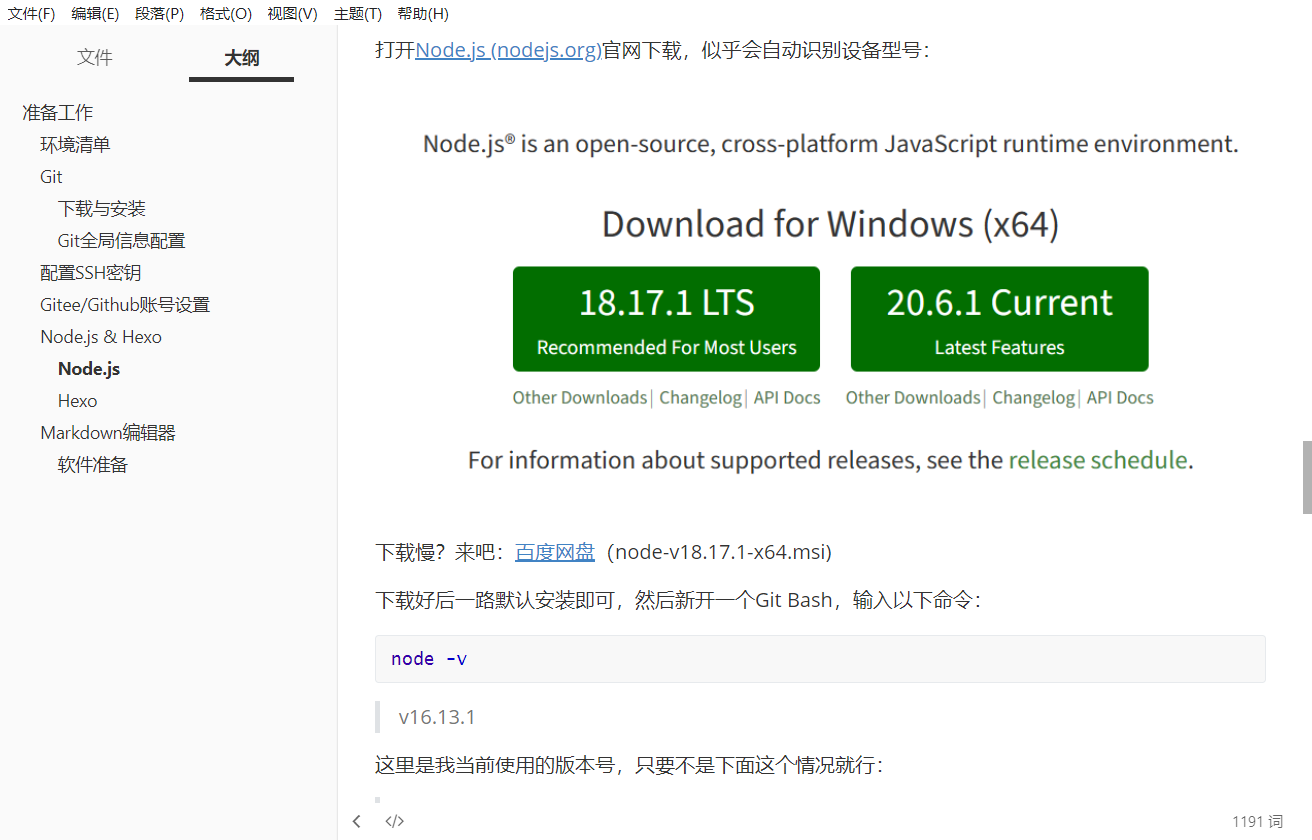 文件(F) 编辑(E) 段落(P) 格式(O) 视图(V) 主题(T) 帮助(H)
文件 大纲
准备工作
环境清单
Git
下载与安装
Git全局信息配置
配置SSH密钥
Gitee/Github账号设置
Node.js & Hexo
Node.js
Hexo
Markdown编辑器
软件准备
打开Node.js (nodejs.org)官网下载，似乎会自动识别设备型号：
Node.js® is an open-source, cross-platform JavaScript runtime environment.
Download for Windows (x64)
18.17.1 LTS
Recommended For Most Users
20.6.1 Current
Latest Features
Other Downloads | Changelog | API Docs Other Downloads | Changelog | API Docs
For information about supported releases, see the release schedule.
下载慢？来吧：百度网盘（node-v18.17.1-x64.msi)
下载好后一路默认安装即可，然后新开一个Git Bash，输入以下命令：
node -v
v16.13.1
这里是我当前使用的版本号，只要不是下面这个情况就行：
</> 1191 词